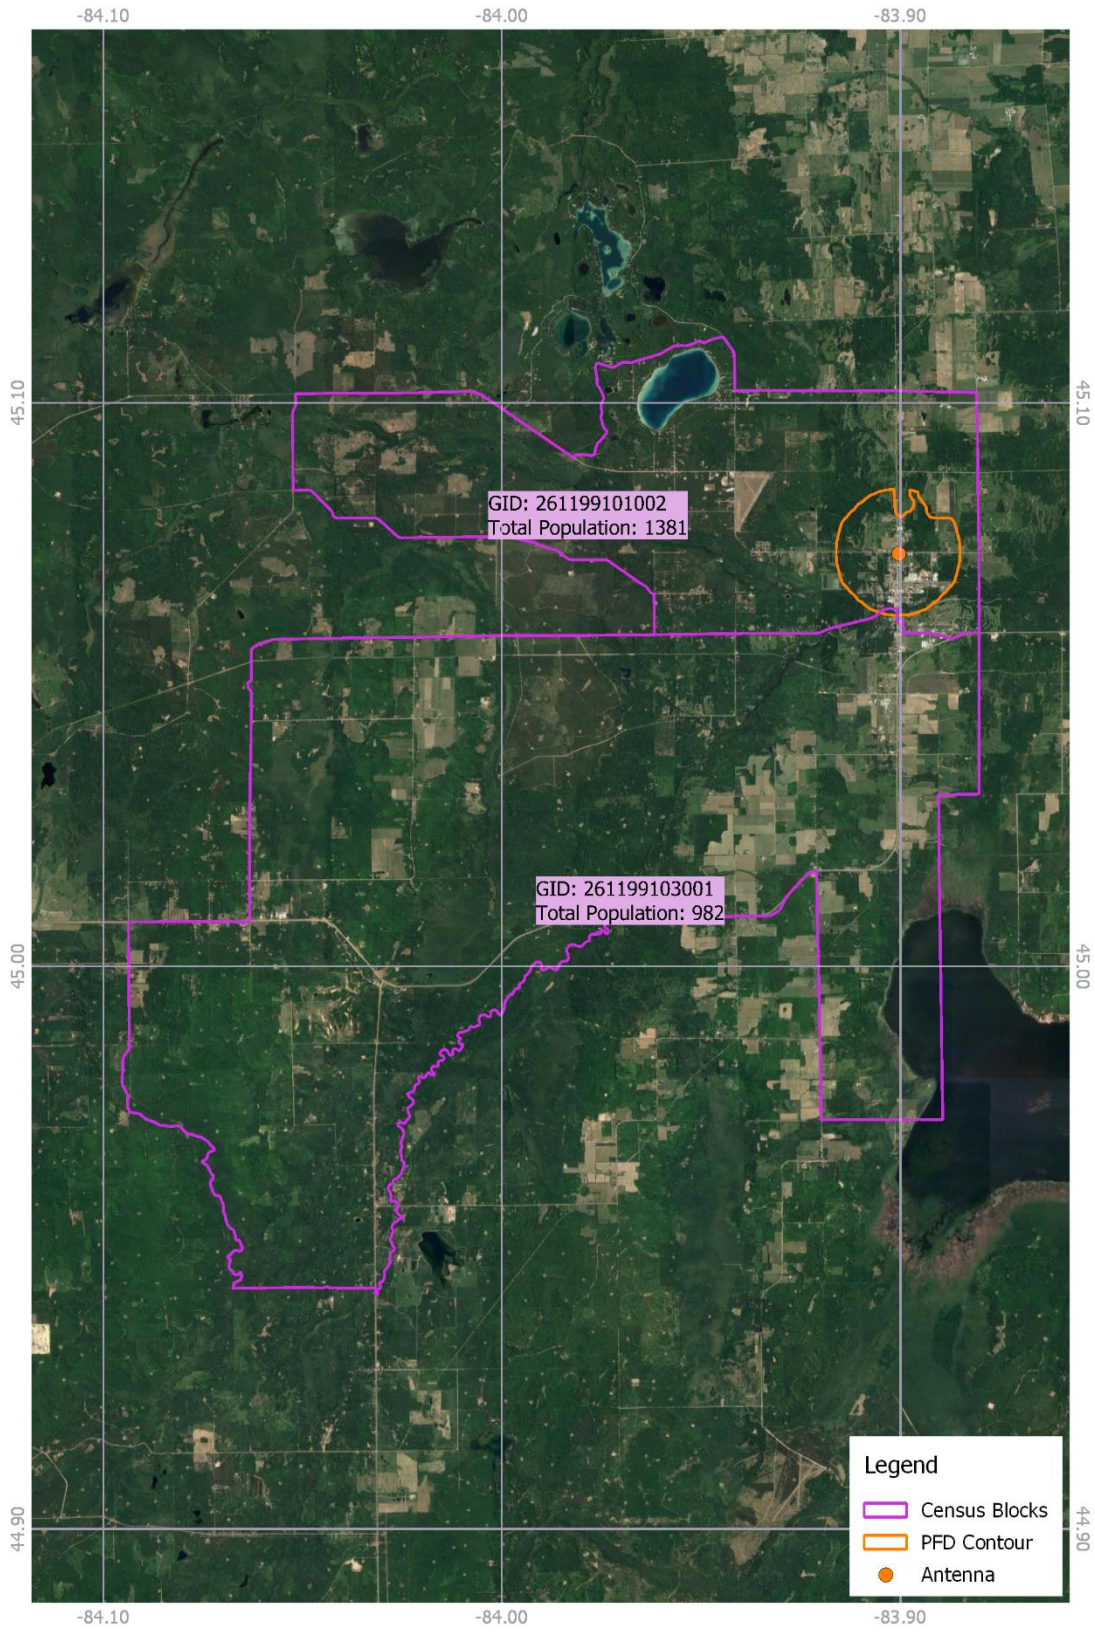 -84.10
-84.00
-83.90
45.10
45.10
GID: 261199101002
Total Population: 1381
GID: 261199103001
Total Population: 982
45.00
45.00
Legend
Census Blocks
PFD Contour
Antenna
44.90
44.90
-84.10
-84.00
-83.90